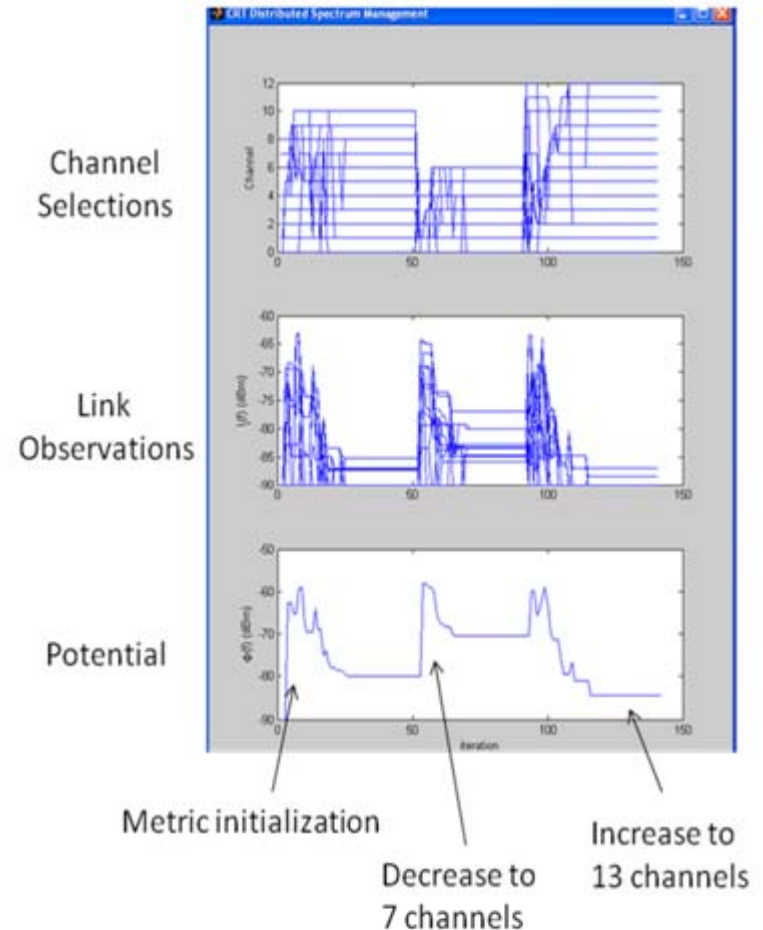 CRT Distributed Spectrum Management
Channel
Selections
Channel
12
10
8
6
4
2
0
0
50
100
150
Link
Observations
I(f) (dBm)
-60
-65
-70
-75
-80
-85
-90
0
50
100
150
Potential
Φ(f) (dBm)
-50
-60
-70
-80
-90
0
50
100
150
iteration
Metric initialization
Decrease to
7 channels
Increase to
13 channels